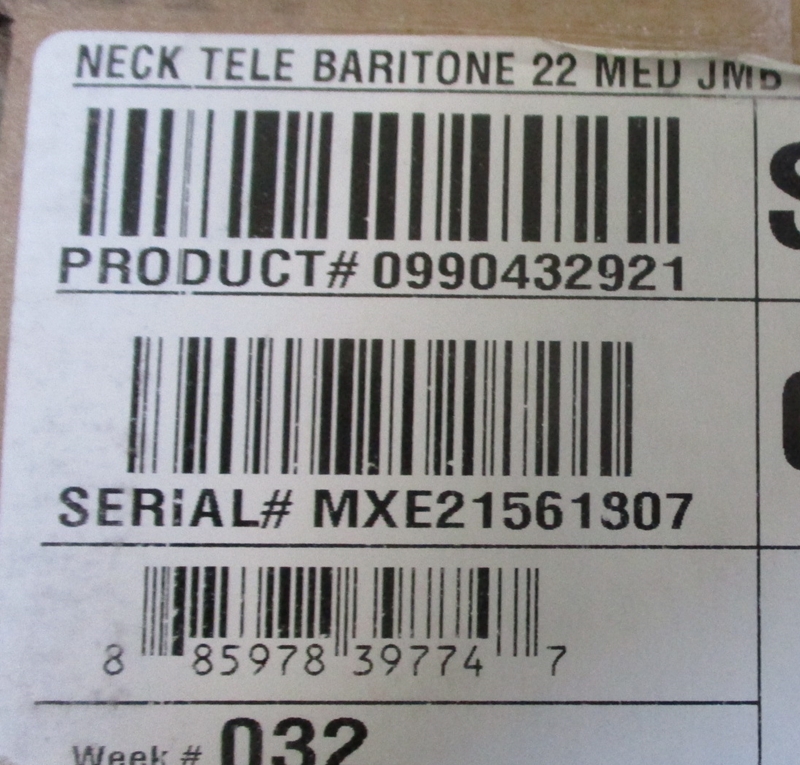 NECK TELE BARITONE 22 MED JMB
PRODUCT# 0990432921
SERIAL# MXE21561307
8 85978 39774 7
Week # 032